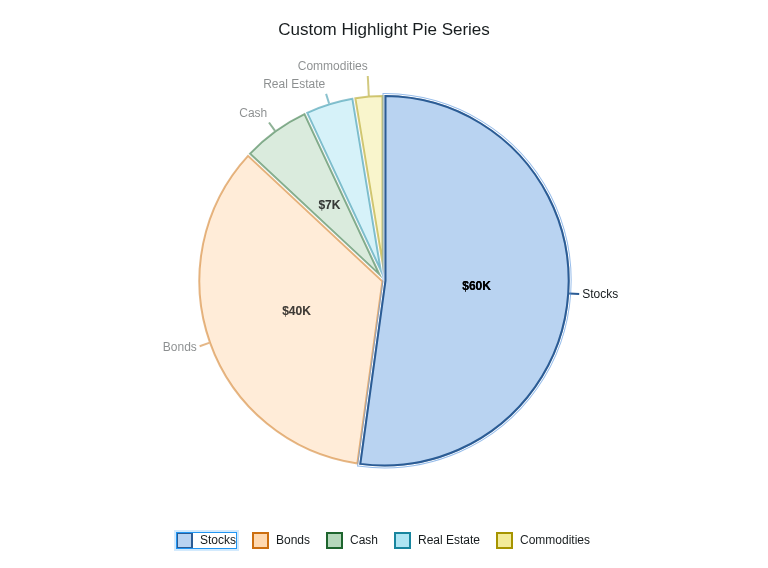 Custom Highlight Pie Series
Commodities
Real Estate
Cash
$7K
$60K
Stocks
$40K
Bonds
Stocks Bonds Cash Real Estate Commodities